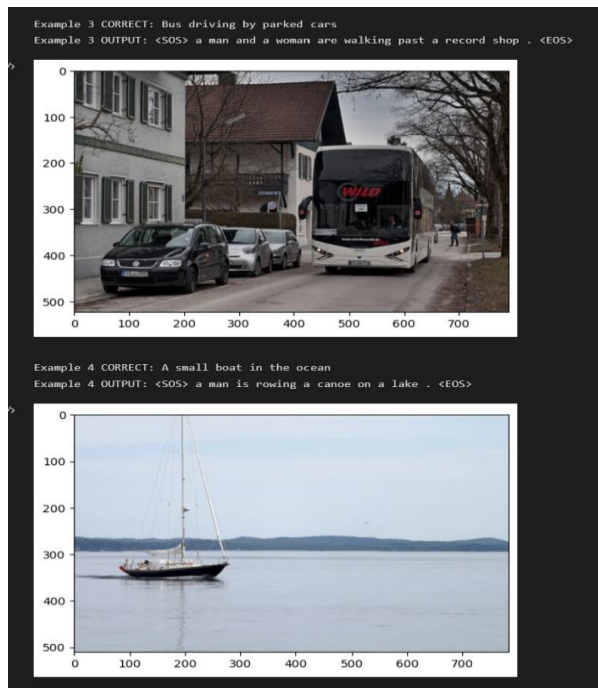 Example 3 CORRECT: Bus driving by parked cars
Example 3 OUTPUT: <SOS> a man and a woman are walking past a record shop . <EOS>
0
100
200
300
400
500
WILD
0 100 200 300 400 500 600 700
Example 4 CORRECT: A small boat in the ocean
Example 4 OUTPUT: <SOS> a man is rowing a canoe on a lake . <EOS>
0
100
200
300
400
500
0 100 200 300 400 500 600 700